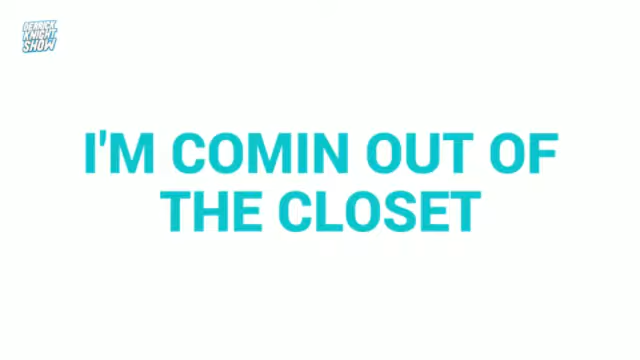 DERRICK
KNIGHT
SHOW
I'M COMIN OUT OF
THE CLOSET